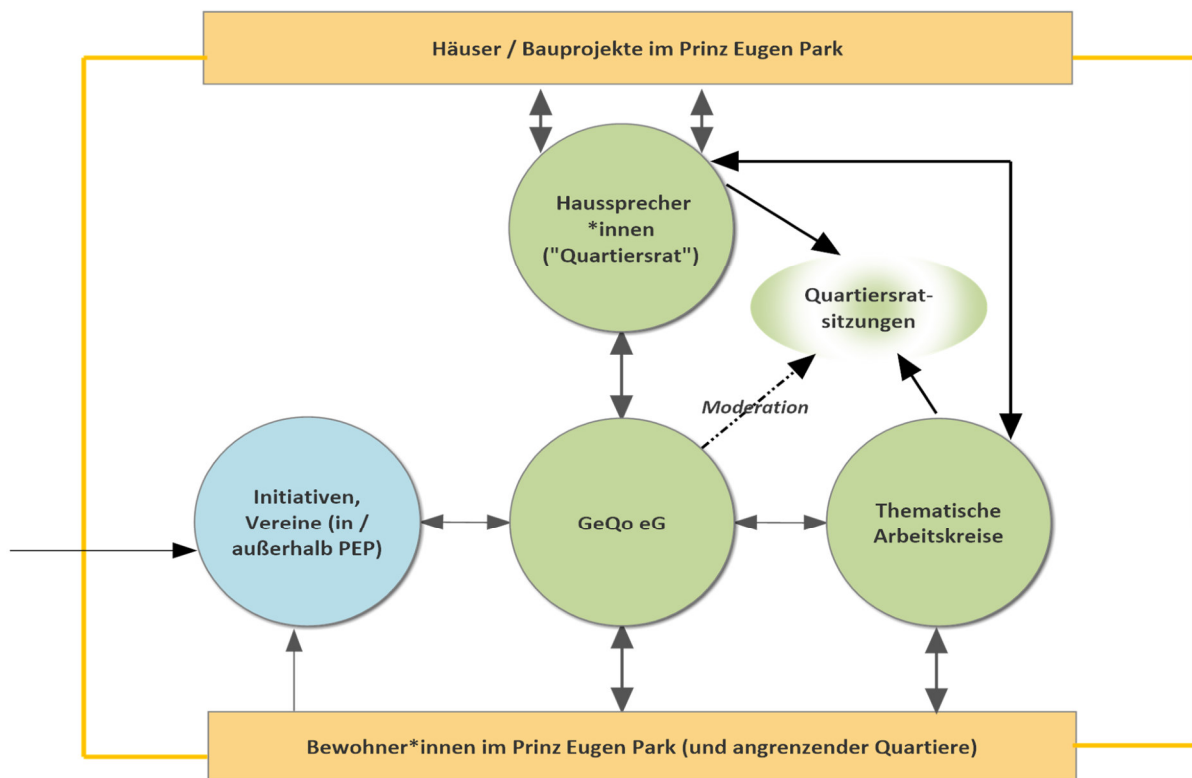 Häuser / Bauprojekte im Prinz Eugen Park
Haussprecher
*innen
("Quartiersrat")
Quartiersrat-
sitzungen
Moderation
Initiativen,
Vereine (in /
außerhalb PEP)
GeQo eG
Thematische
Arbeitskreise
Bewohner*innen im Prinz Eugen Park (und angrenzender Quartiere)